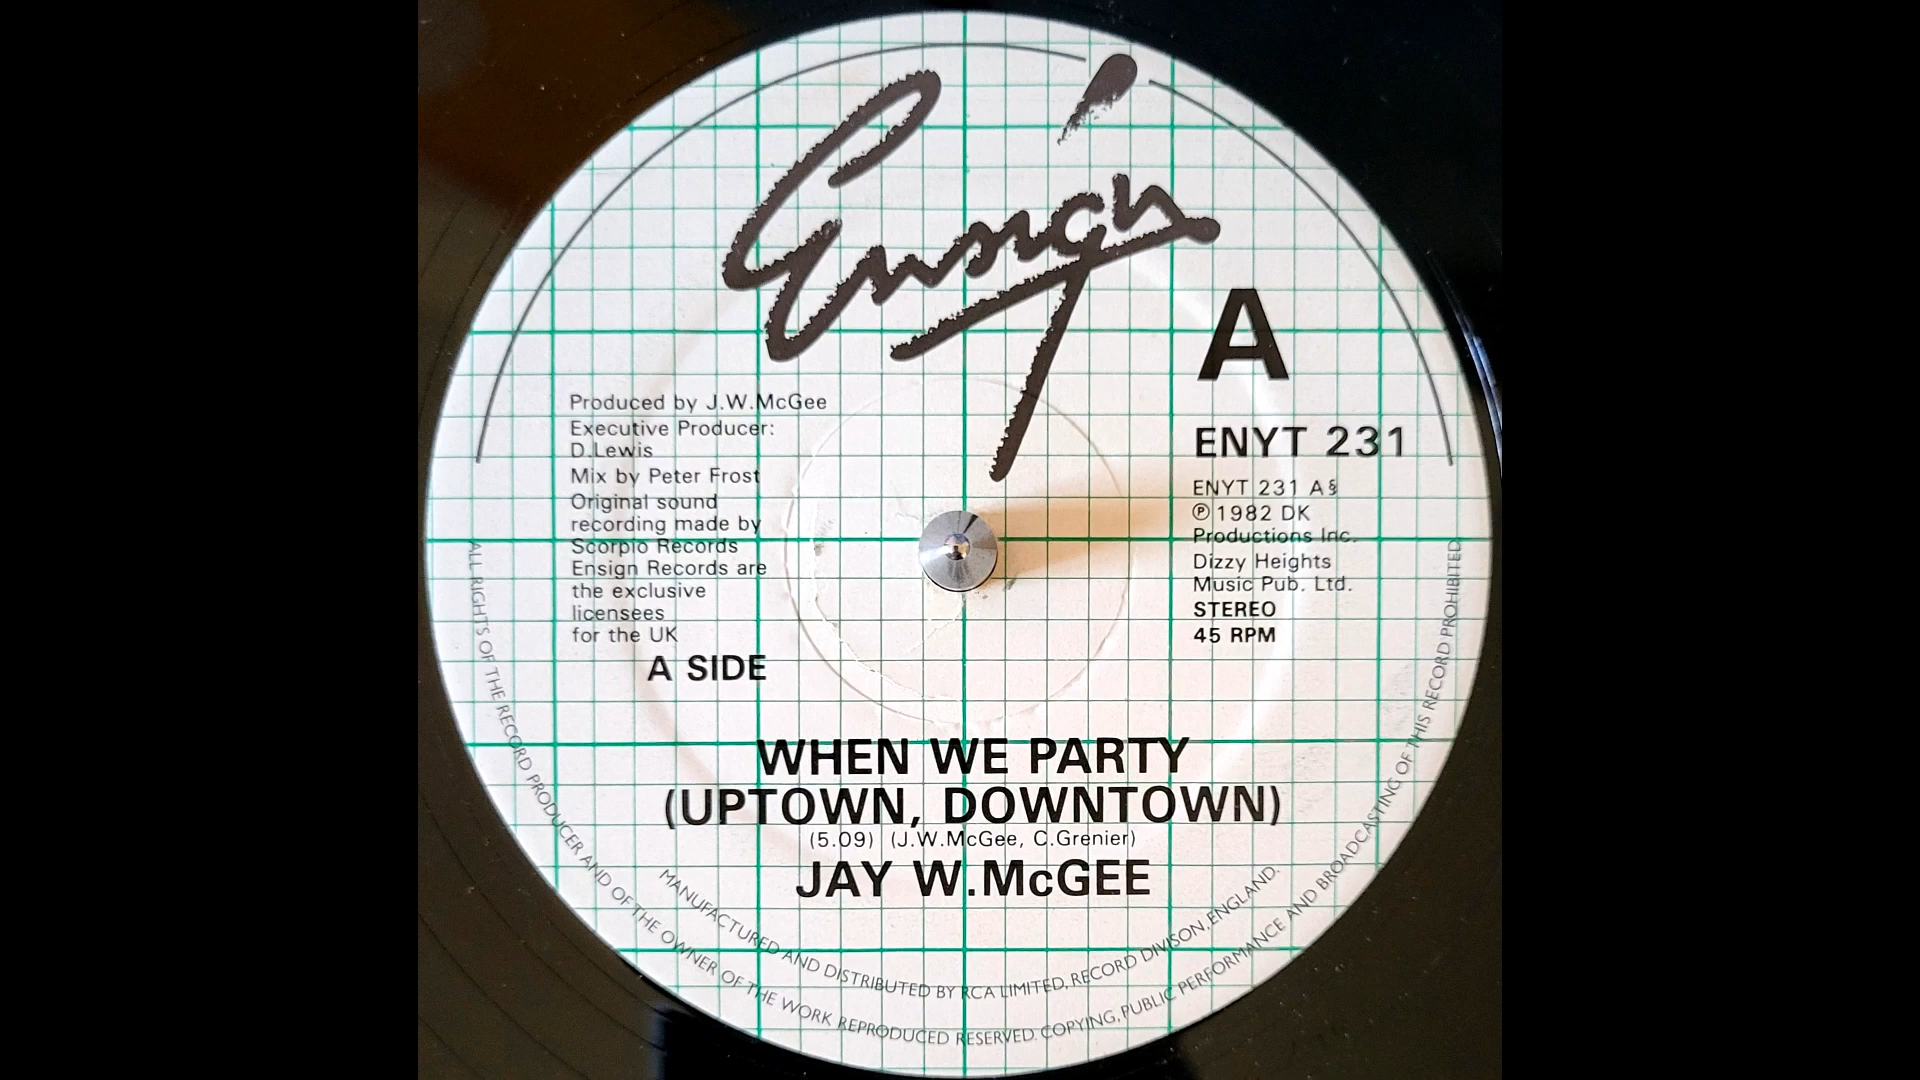 Ensign
A
ENYT 231
Produced by J.W.McGee
Executive Producer:
D.Lewis
Mix by Peter Frost
Original sound
recording made by
Scorpio Records
Ensign Records are
the exclusive
licensees
for the UK
A SIDE
ENYT 231 A§
Ⓟ 1982 DK
Productions Inc.
Dizzy Heights
Music Pub. Ltd.
STEREO
45 RPM
WHEN WE PARTY
(UPTOWN, DOWNTOWN)
(5.09) (J.W.McGee, C.Grenier)
JAY W.McGEE
MANUFACTURED AND DISTRIBUTED BY RCA LIMITED, RECORD DIVISON, ENGLAND.
ALL RIGHTS OF THE RECORD PRODUCER AND OF THE OWNER OF THE WORK REPRODUCED RESERVED. COPYING, PUBLIC PERFORMANCE AND BROADCASTING OF THIS RECORD PROHIBITED.